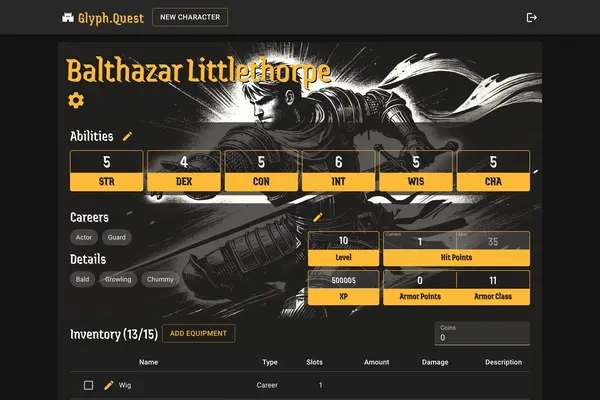 Glyph.Quest NEW CHARACTER
Balthazar Littlethorpe
Abilities
5 4 5 6 5 5
STR DEX CON INT WIS CHA
Careers
Actor Guard
Details
Bald Growling Chummy
10
Level
Current 1 Max 35
Hit Points
500005
XP
0 11
Armor Points Armor Class
Inventory (13/15) ADD EQUIPMENT
Coins
0
Name Type Slots Amount Damage Description
Wig Career 1